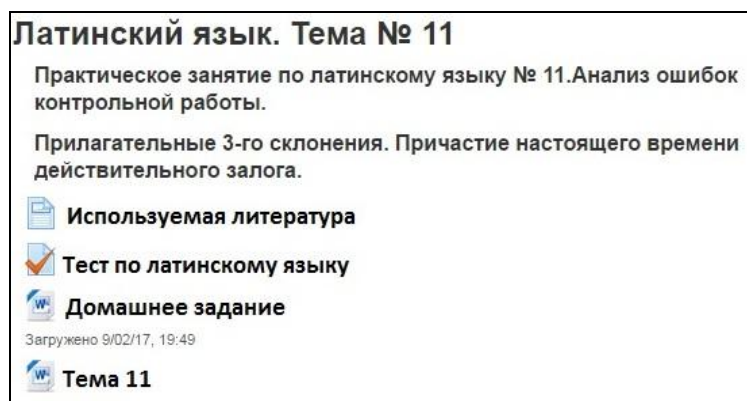 Латинский язык. Тема № 11
Практическое занятие по латинскому языку № 11.Анализ ошибок
контрольной работы.
Прилагательные 3-го склонения. Причастие настоящего времени
действительного залога.
Используемая литература
Тест по латинскому языку
Домашнее задание
Загружено 9/02/17, 19:49
Тема 11